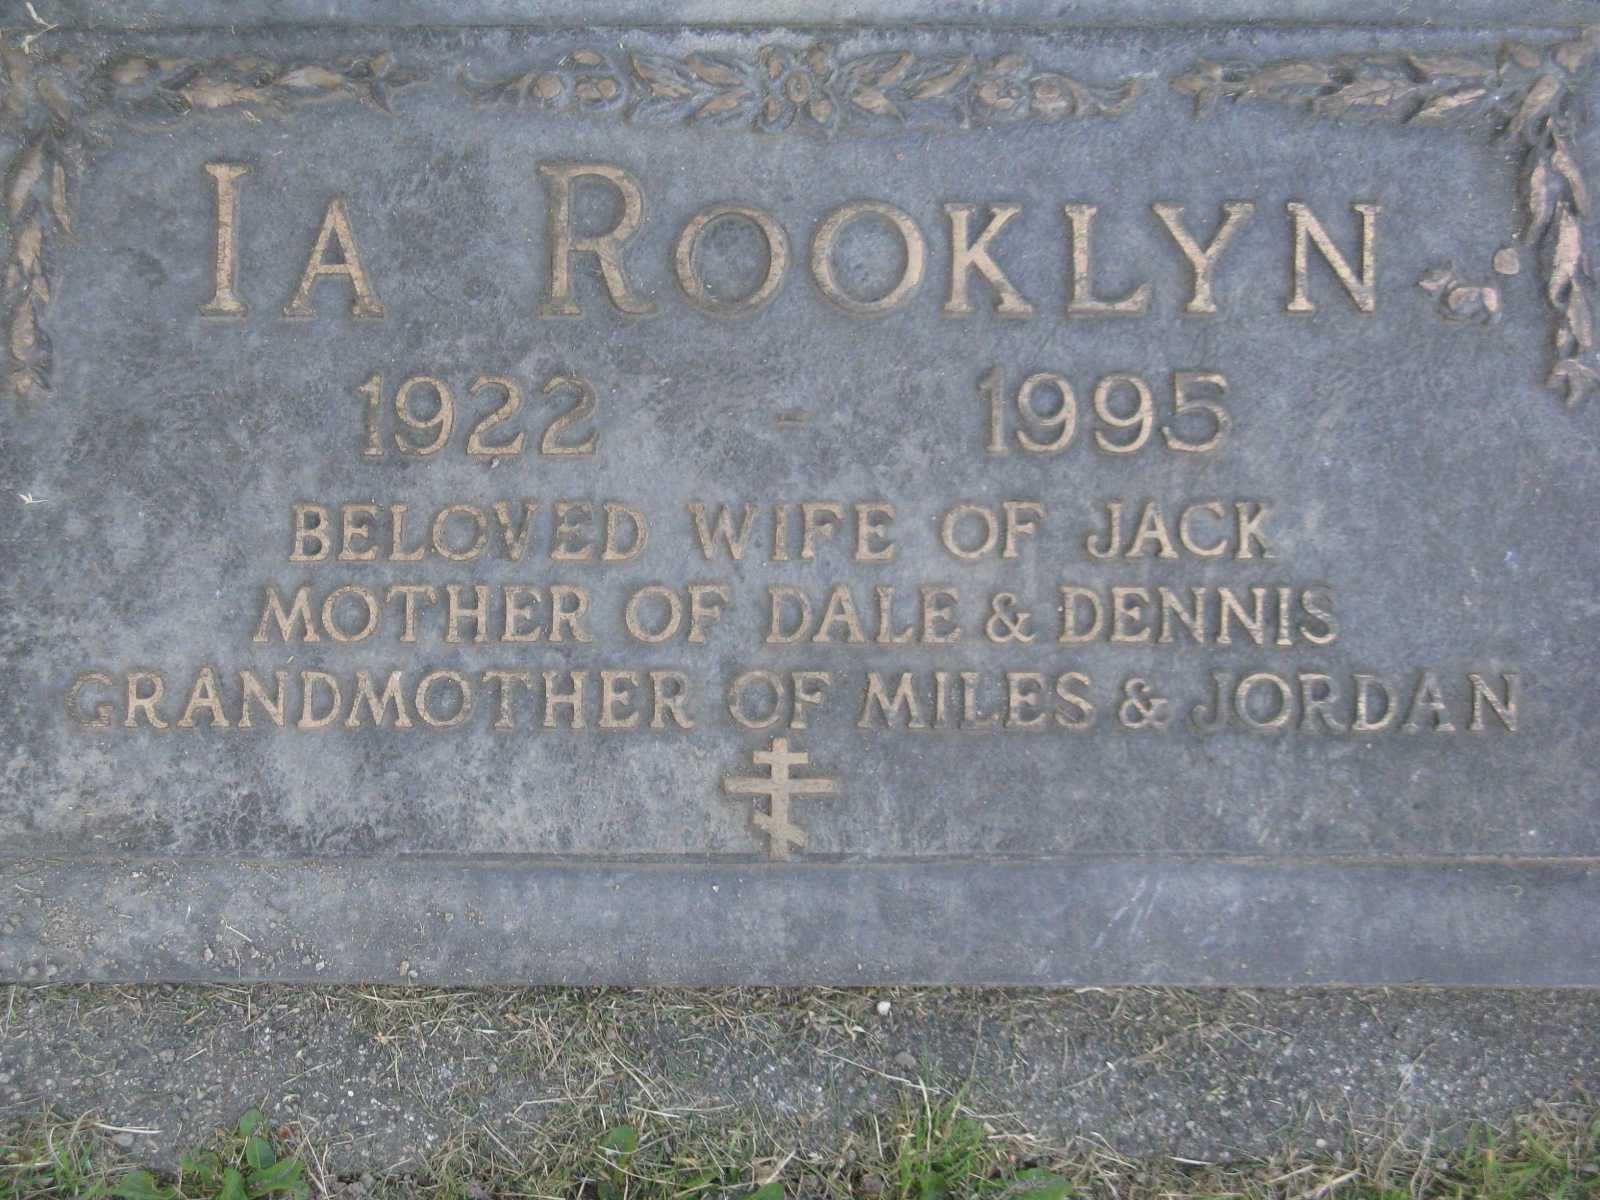 IA ROOKLYN
1922 - 1995
BELOVED WIFE OF JACK
MOTHER OF DALE & DENNIS
GRANDMOTHER OF MILES & JORDAN